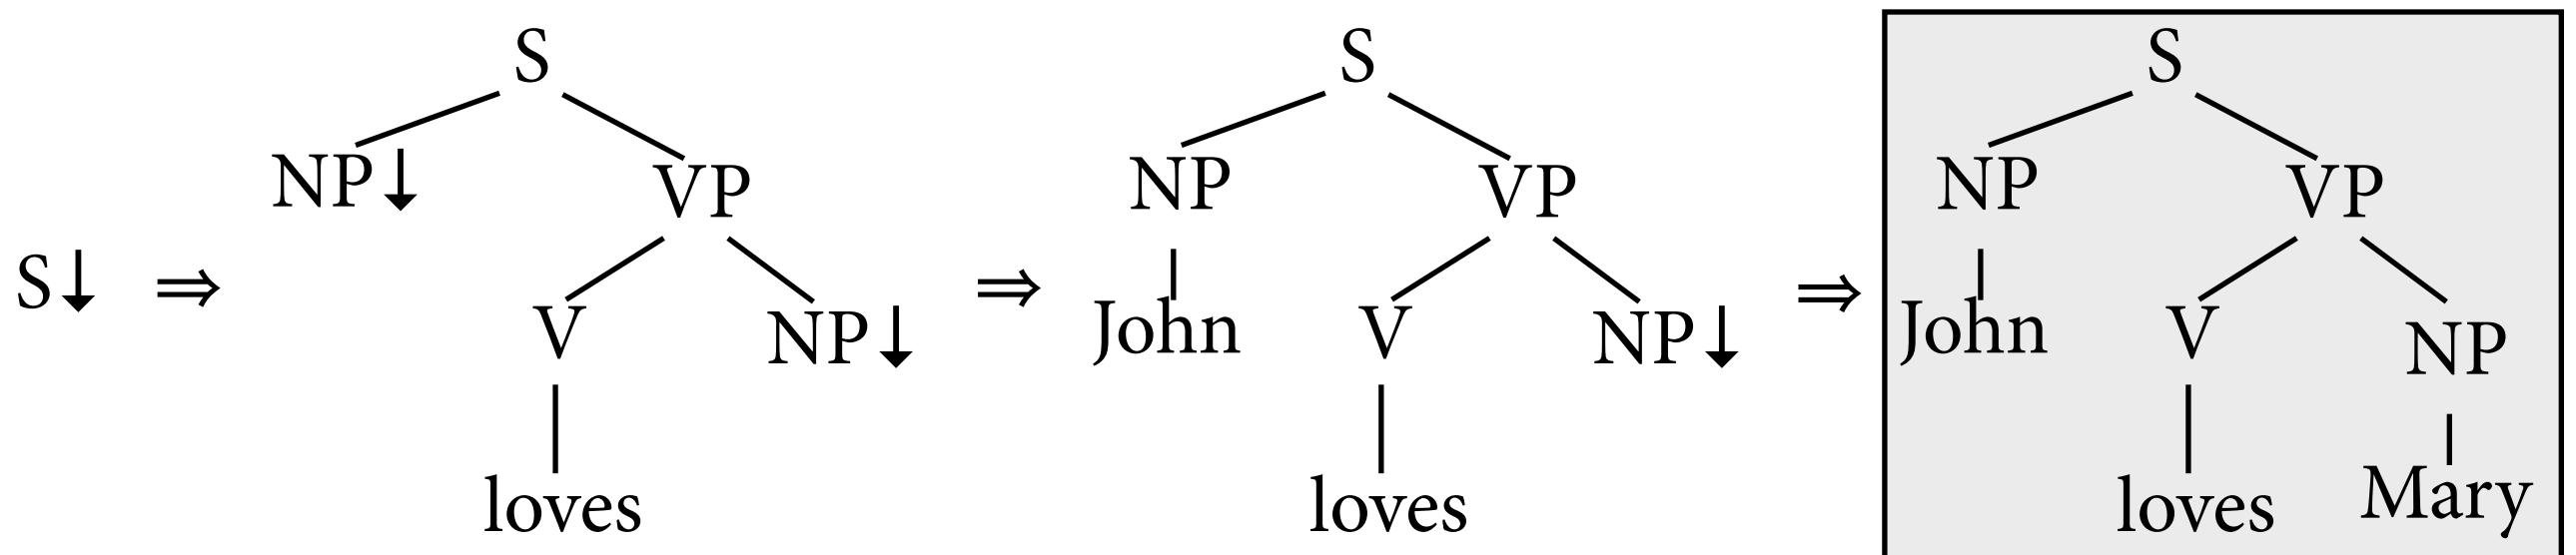 S S S
NP↓ VP NP VP NP VP
S↓ ⇒ ⇒ ⇒
V NP↓ John V NP↓ John V NP
loves loves loves Mary